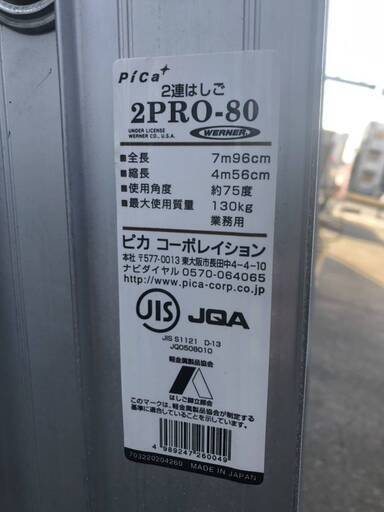 Pica+
2連はしご
2PRO-80
UNDER LICENSE
WERNER CO., U.S.A.
WERNER
■全長 7m96cm
■縮長 4m56cm
■使用角度 約75度
■最大使用質量 130kg
業務用
ピカ コーポレイション
本社 〒577-0013 東大阪市長田中4-4-10
ナビダイヤル 0570-064065
http://www.pica-corp.co.jp
JIS JQA
JIS S1121 D-13
JQ0508010
軽金属製品協会
はしご脚立部会
このマークは、軽金属製品協会が制定する
基準に適合していることを示しています。
4 989247 260049
703220204260 MADE IN JAPAN